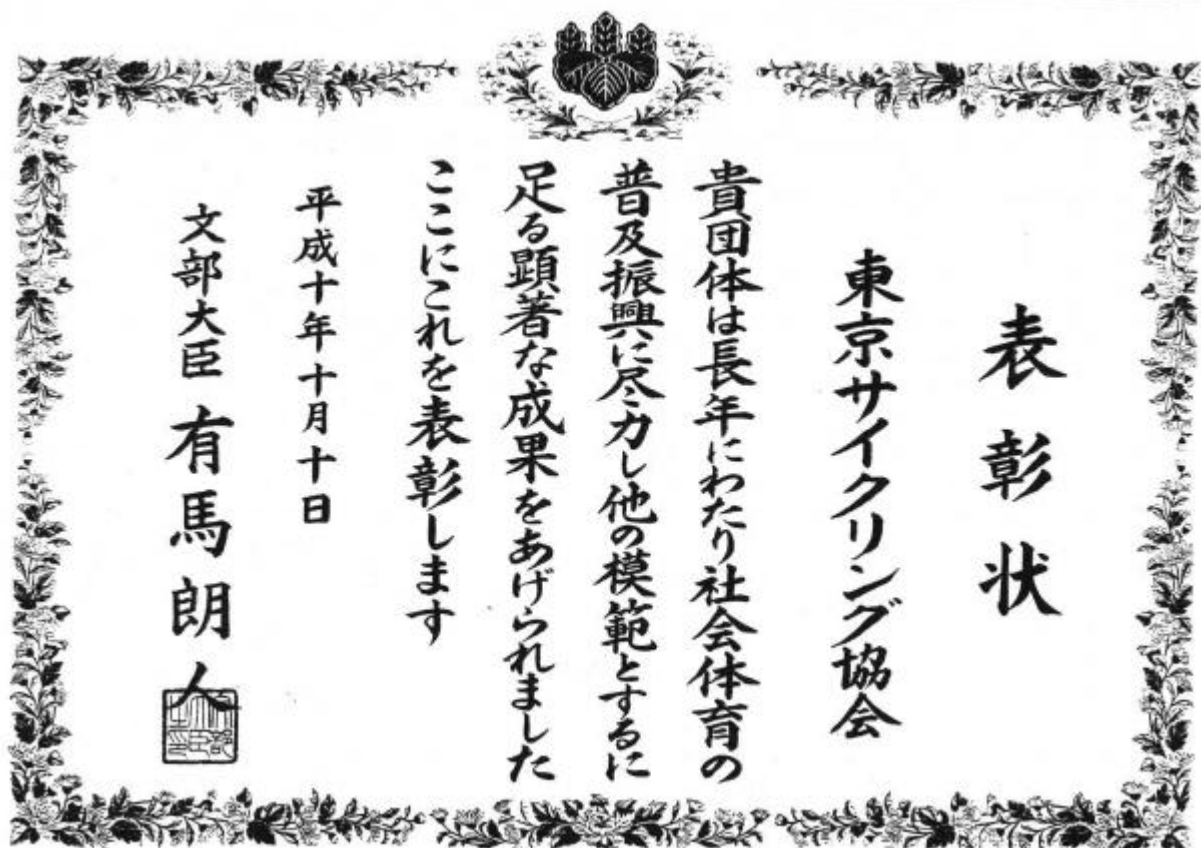 表彰状
東京サイクリング協会
貴団体は長年にわたり社会体育の
普及振興に尽力し他の模範とするに
足る顕著な成果をあげられました
ここにこれを表彰します
平成十年十月十日
文部大臣 有馬朗人